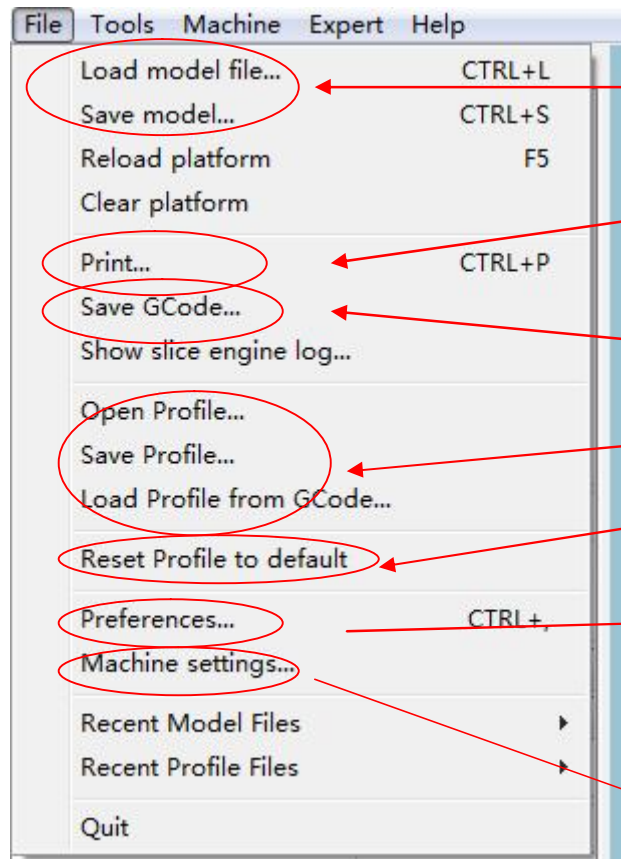 File Tools Machine Expert Help
Load model file... CTRL+L
Save model... CTRL+S
Reload platform F5
Clear platform
Print... CTRL+P
Save GCode...
Show slice engine log...
Open Profile...
Save Profile...
Load Profile from GCode...
Reset Profile to default
Preferences... CTRL+,
Machine settings...
Recent Model Files
Recent Profile Files
Quit